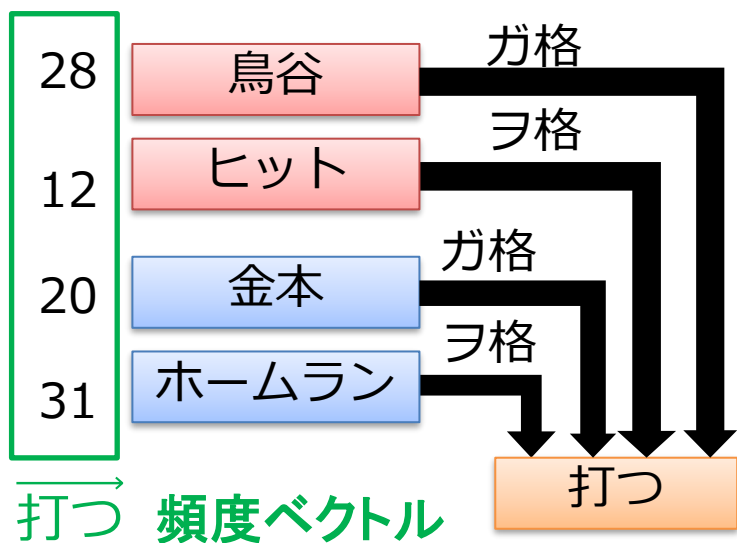 28 鳥谷 ガ格
12 ヒット ヲ格
20 金本 ガ格
31 ホームラン ヲ格
打つ 頻度ベクトル 打つ